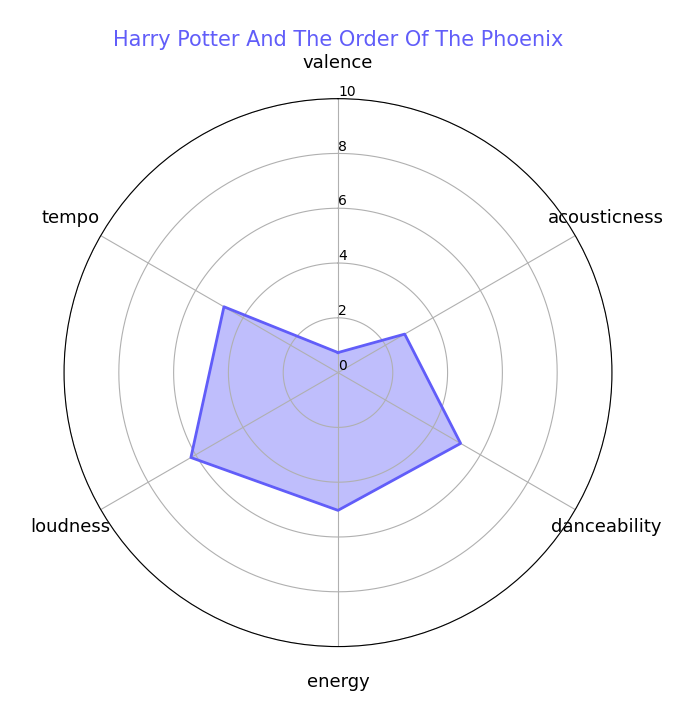 Harry Potter And The Order Of The Phoenix
valence
10
8
6
4
2
0
tempo
acousticness
loudness
danceability
energy